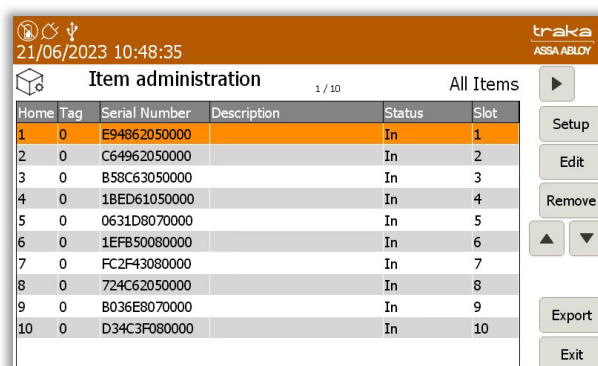 traka
21/06/2023 10:48:35
ASSA ABLOY
Item administration 1 / 10 All Items
Home Tag Serial Number Description Status Slot
1 0 E94862050000 In 1
2 0 C64962050000 In 2
3 0 B58C63050000 In 3
4 0 1BED61050000 In 4
5 0 0631D8070000 In 5
6 0 1EFB50080000 In 6
7 0 FC2F43080000 In 7
8 0 724C62050000 In 8
9 0 B036E8070000 In 9
10 0 D34C3F080000 In 10
Setup
Edit
Remove
Export
Exit